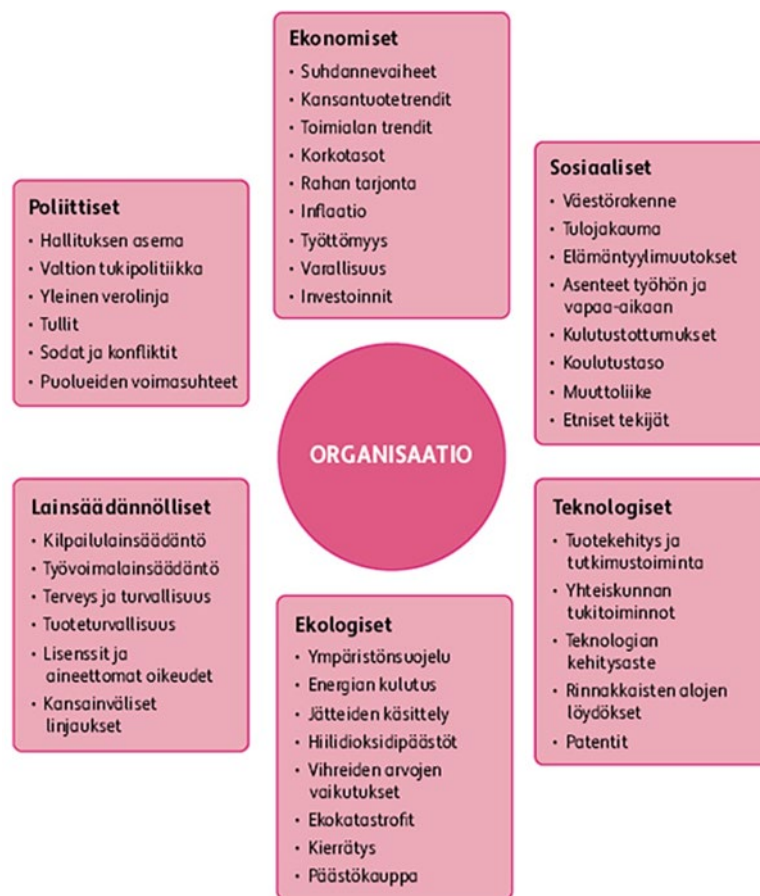 Ekonomiset
• Suhdannevaiheet
• Kansantuotetrendit
• Toimialan trendit
• Korkotasot
• Rahan tarjonta
• Inflaatio
• Työttömyys
• Varallisuus
• Investoinnit
Sosiaaliset
• Väestörakenne
• Tulojakauma
• Elämäntyylimuutokset
• Asenteet työhön ja
vapaa-aikaan
• Kulutustottumukset
• Koulutustaso
• Muuttoliike
• Etniset tekijät
Poliittiset
• Hallituksen asema
• Valtion tukipolitiikka
• Yleinen verolinja
• Tullit
• Sodat ja konfliktit
• Puolueiden voimasuhteet
ORGANISAATIO
Lainsäädännölliset
• Kilpailulainsäädäntö
• Työvoimalainsäädäntö
• Terveys ja turvallisuus
• Tuoteturvallisuus
• Lisenssit ja
aineettomat oikeudet
• Kansainväliset
linjaukset
Teknologiset
• Tuotekehitys ja
tutkimustoiminta
• Yhteiskunnan
tukitoiminnot
• Teknologian
kehitysaste
• Rinnakkaisten alojen
löydökset
• Patentit
Ekologiset
• Ympäristönsuojelu
• Energian kulutus
• Jätteiden käsittely
• Hiilidioksidipäästöt
• Vihreiden arvojen
vaikutukset
• Ekokatastrofit
• Kierrätys
• Päästökauppa